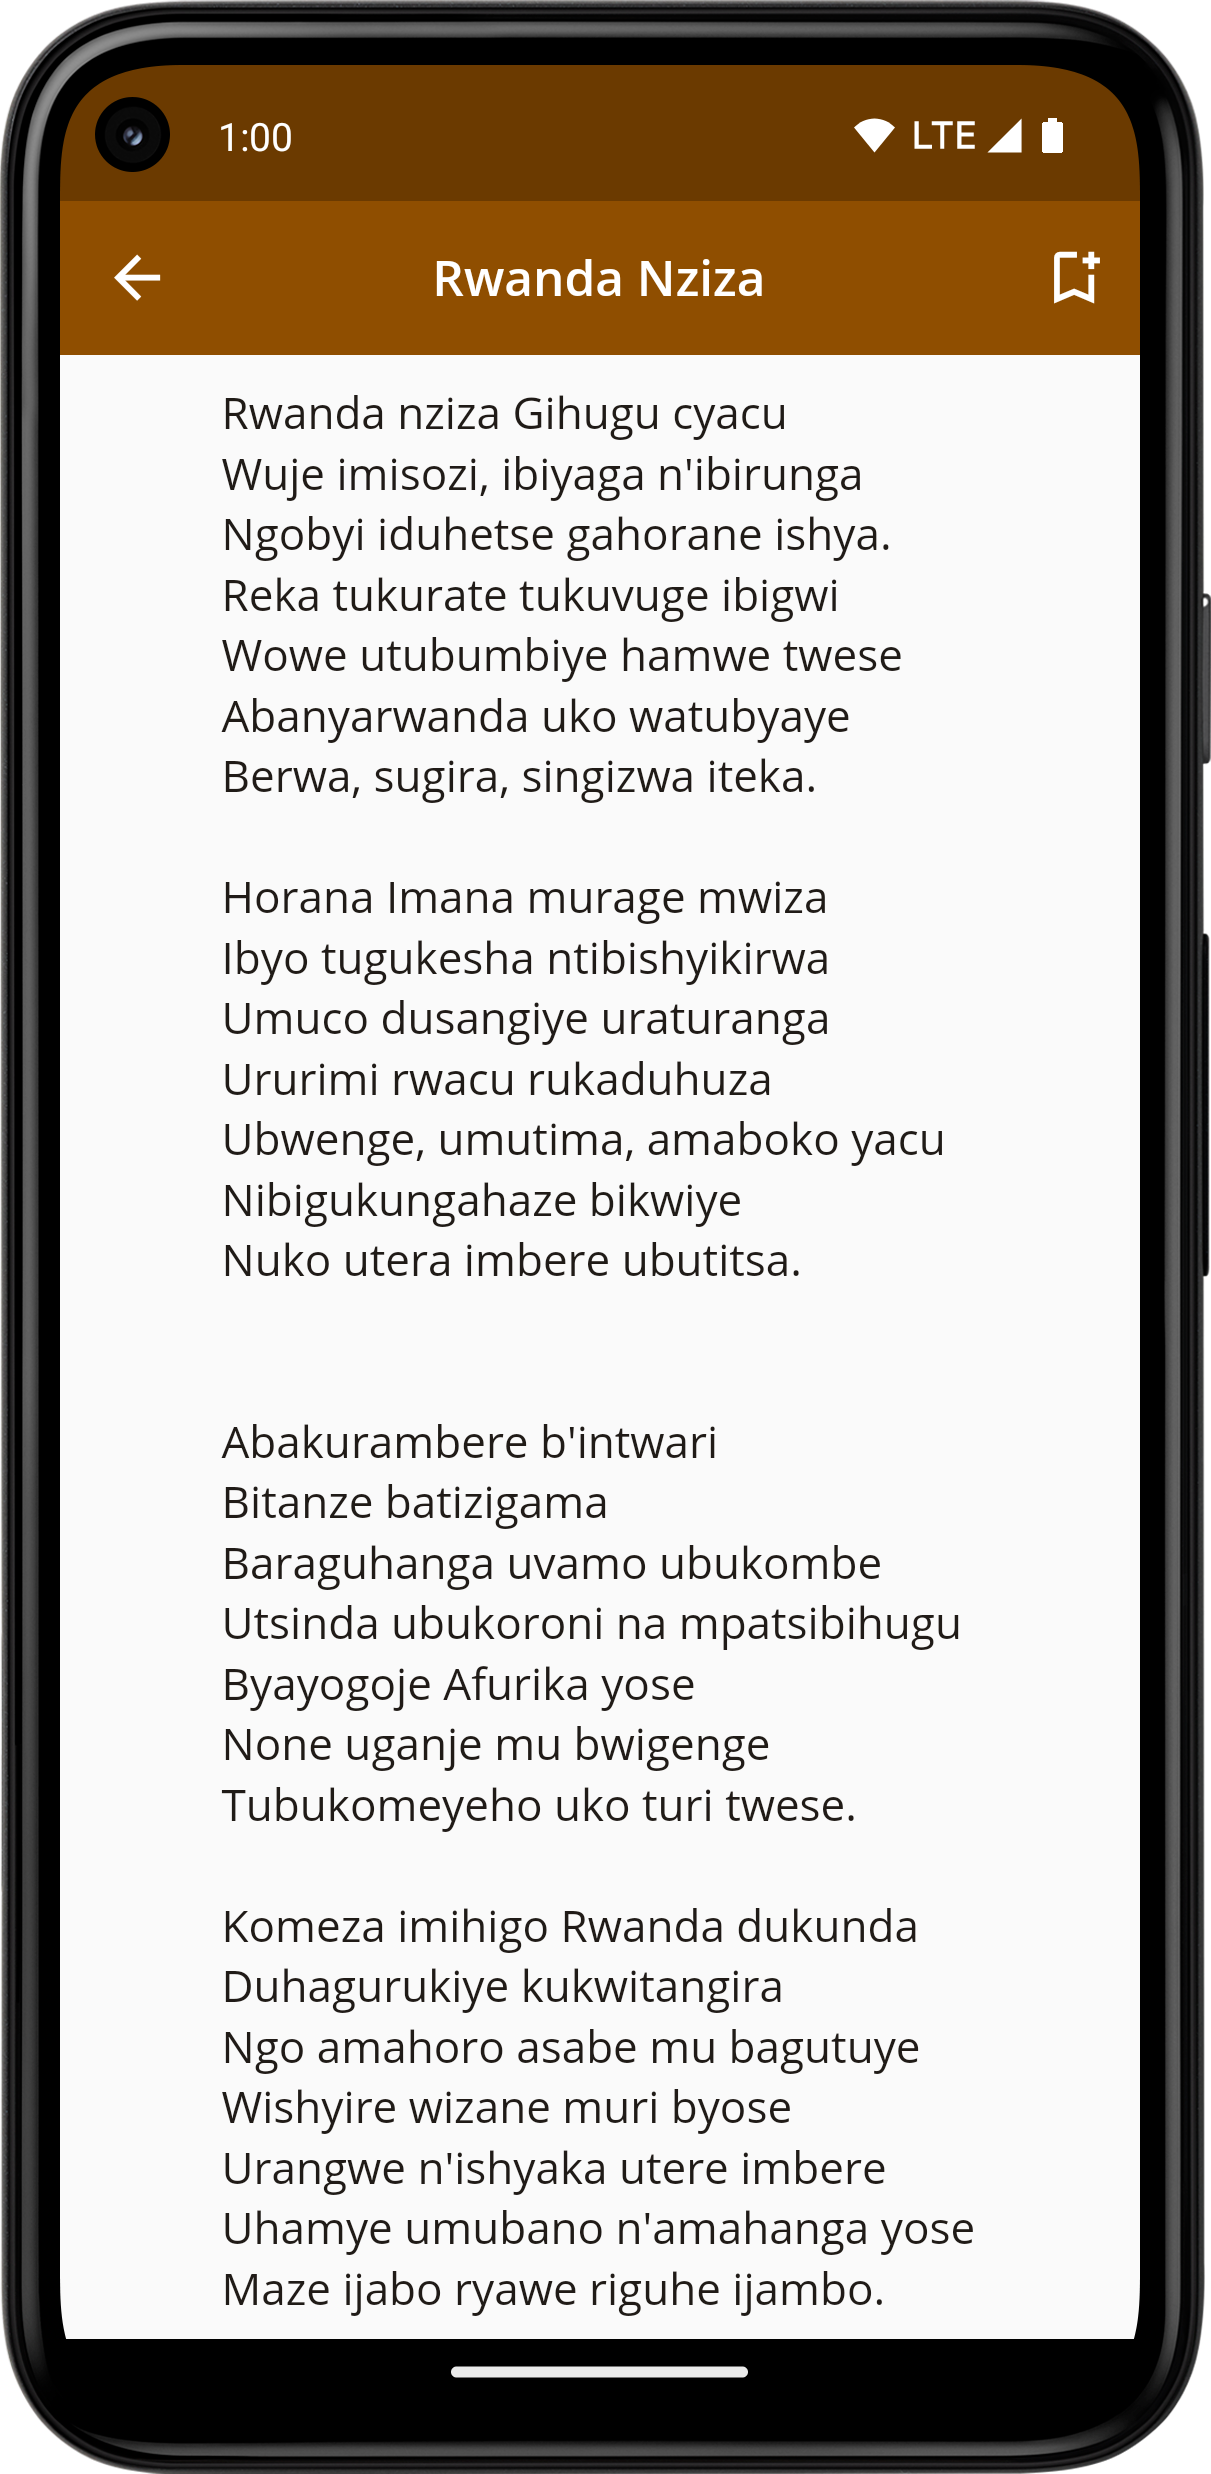 1:00 LTE
Rwanda Nziza
Rwanda nziza Gihugu cyacu
Wuje imisozi, ibiyaga n'ibirunga
Ngobyi iduhetse gahorane ishya.
Reka tukurate tukuvuge ibigwi
Wowe utubumbiye hamwe twese
Abanyarwanda uko watubyaye
Berwa, sugira, singizwa iteka.

Horana Imana murage mwiza
Ibyo tugukesha ntibishyikirwa
Umuco dusangiye uraturanga
Ururimi rwacu rukaduhuza
Ubwenge, umutima, amaboko yacu
Nibigukungahaze bikwiye
Nuko utera imbere ubutitsa.

Abakurambere b'intwari
Bitanze batizigama
Baraguhanga uvamo ubukombe
Utsinda ubukoroni na mpatsibihugu
Byayogoje Afurika yose
None uganje mu bwigenge
Tubukomeyeho uko turi twese.

Komeza imihigo Rwanda dukunda
Duhagurukiye kukwitangira
Ngo amahoro asabe mu bagutuye
Wishyire wizane muri byose
Urangwe n'ishyaka utere imbere
Uhamye umubano n'amahanga yose
Maze ijabo ryawe riguhe ijambo.